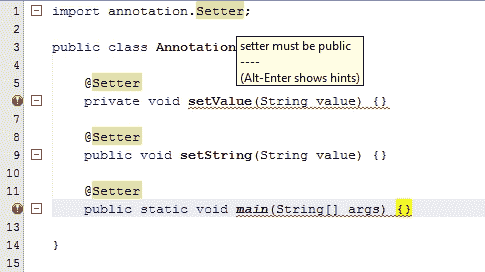 1 import annotation.Setter;
2
3 public class Annotation
setter must be public
----
(Alt-Enter shows hints)
4
5 @Setter
private void setValue(String value) {}
7
8 @Setter
9 public void setString(String value) {}
10
11 @Setter
public static void main(String[] args) {}
13
14 }
15